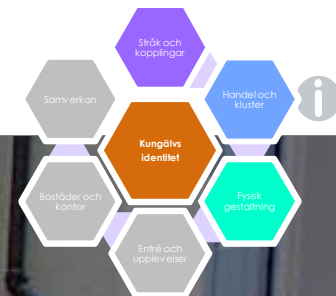 Stråk och
kopplingar
Samverkan
Handel och
kluster
Kungälvs
identitet
Bostäder och
kontor
Fysisk
gestaltning
Entré och
upplevelser